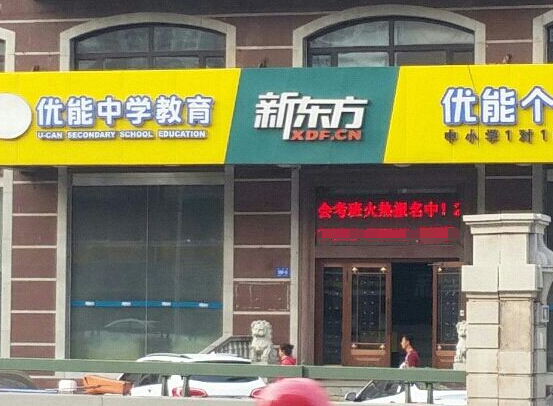 优能中学教育
U-CAN SECONDARY SCHOOL EDUCATION
新东方
XDF.CN
优能个
中小学1对1
会考班火热报名中!